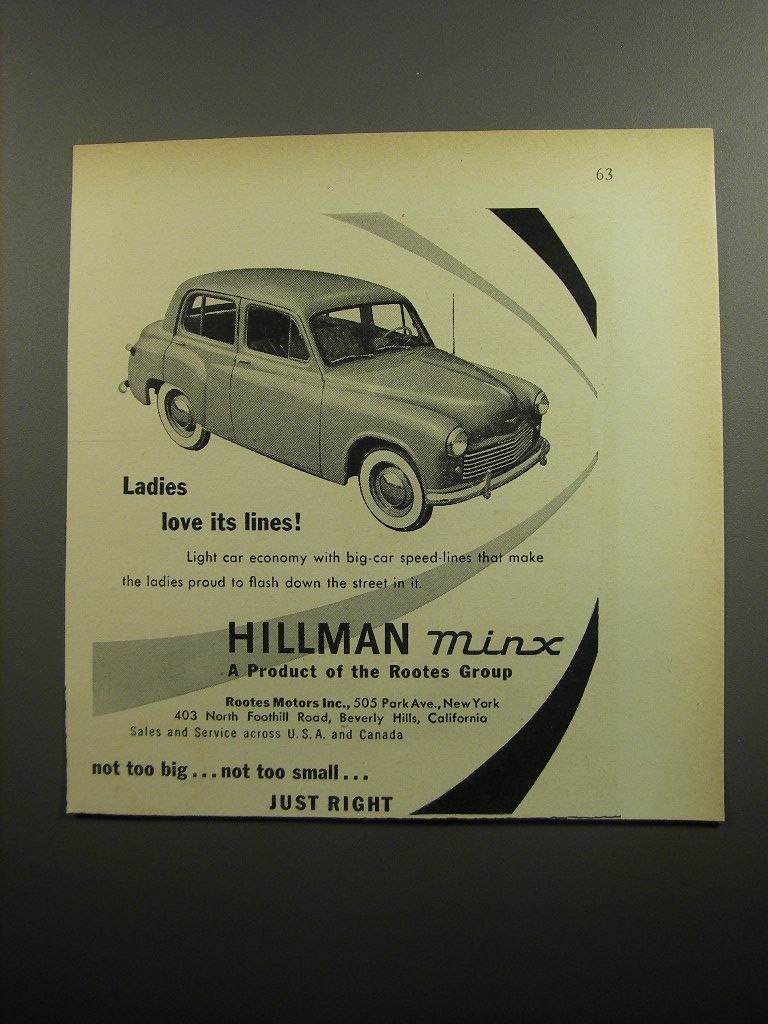 63
Ladies
love its lines!
Light car economy with big-car speed-lines that make
the ladies proud to flash down the street in it.
HILLMAN minx
A Product of the Rootes Group
Rootes Motors Inc., 505 Park Ave., New York
403 North Foothill Road, Beverly Hills, California
Sales and Service across U.S.A. and Canada
not too big...not too small...
JUST RIGHT